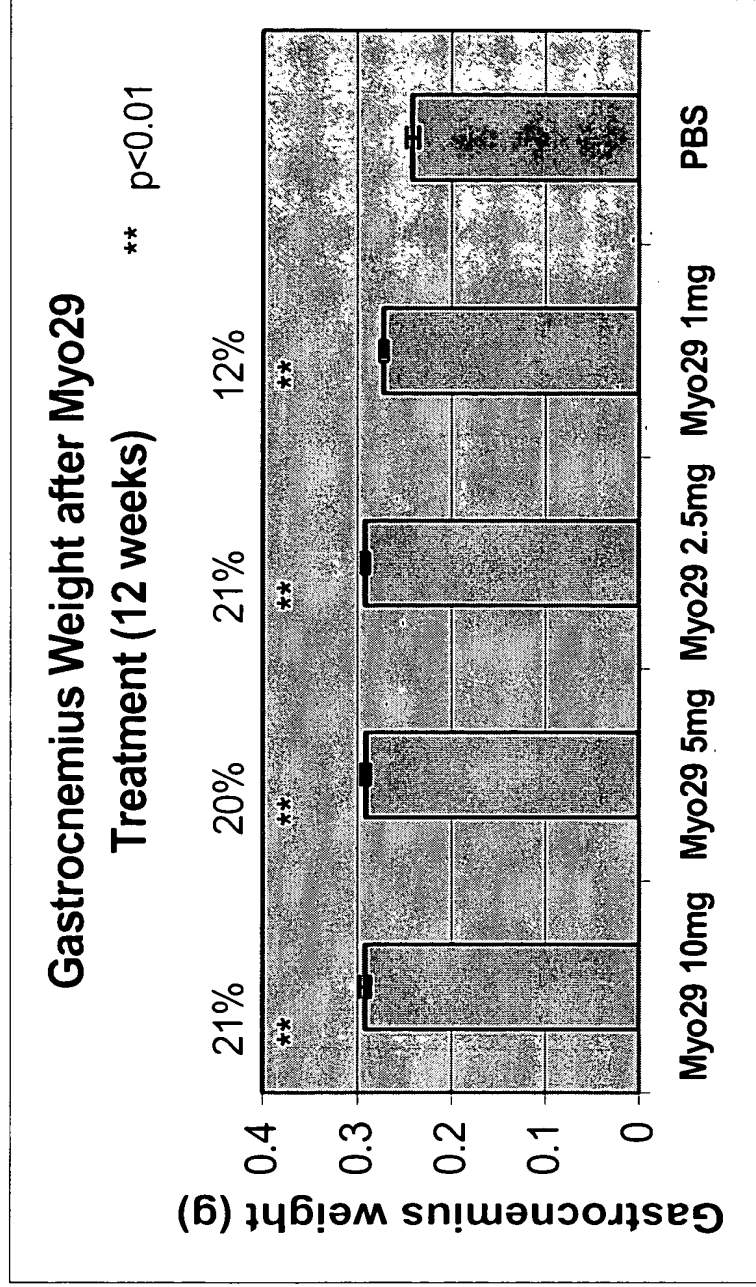 Gastrocnemius Weight after Myo29
Treatment (12 weeks)
** p<0.01
21% 20% 21% 12%
** ** ** **
Gastrocnemius weight (g)
0.4
0.3
0.2
0.1
0
Myo29 10mg Myo29 5mg Myo29 2.5mg Myo29 1mg PBS